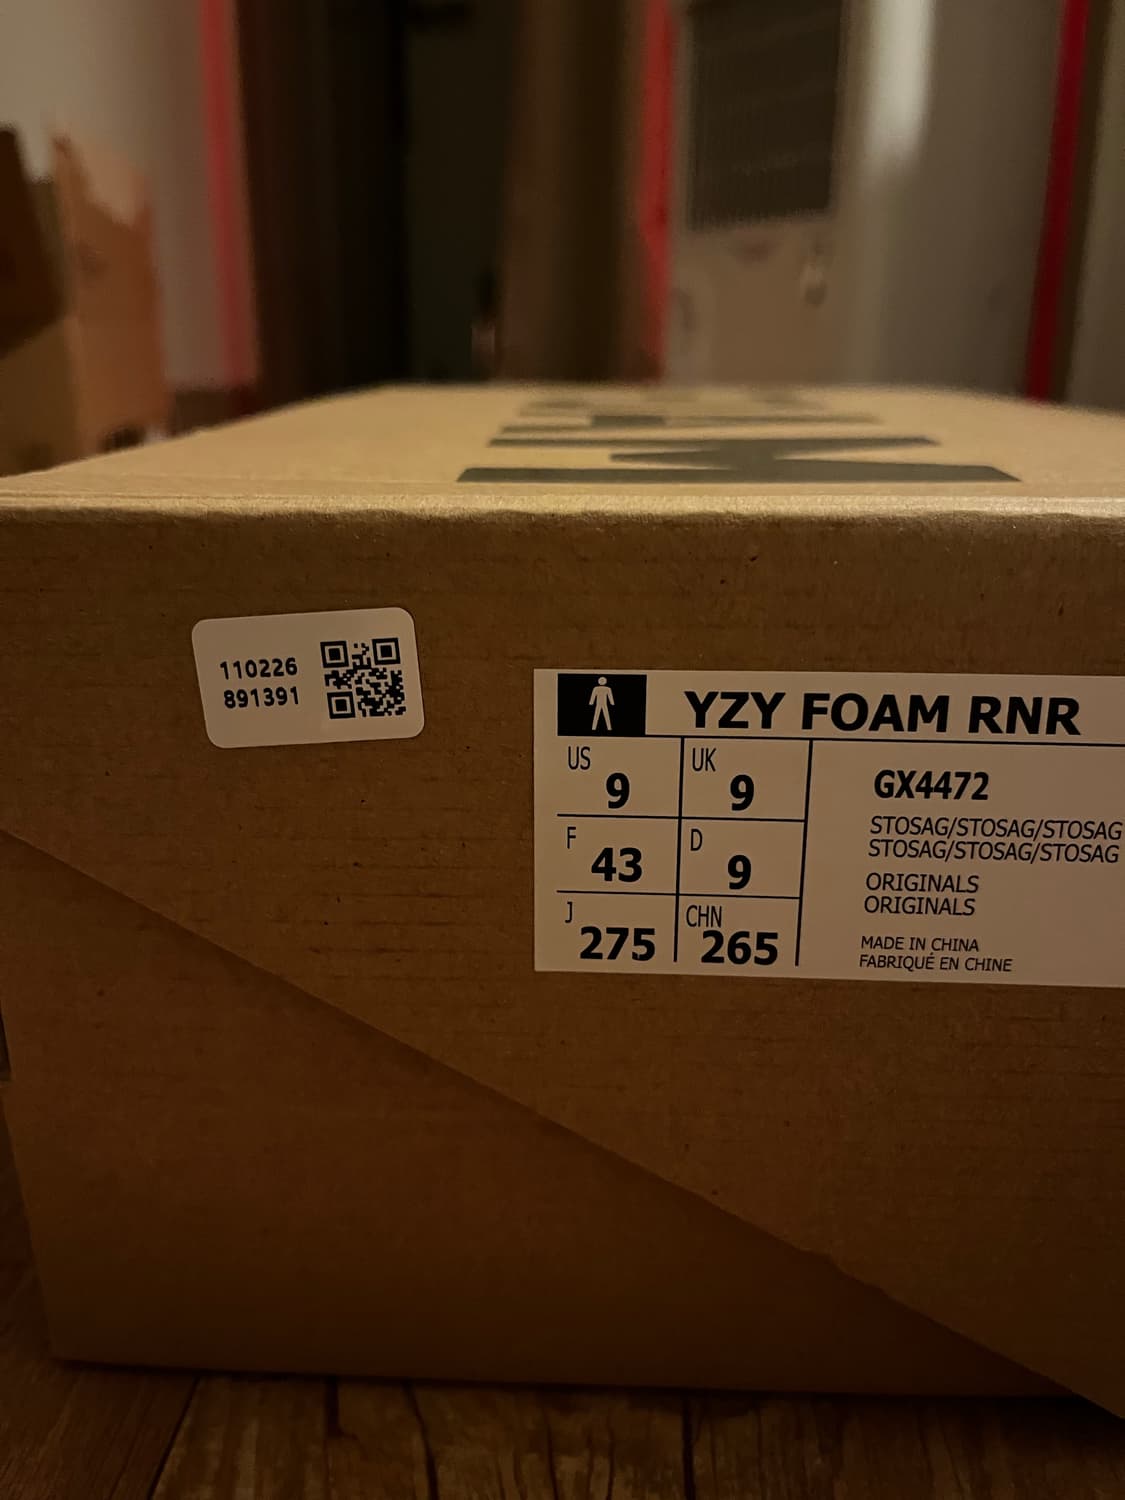 110226
891391
YZY FOAM RNR
US
9
UK
9
GX4472
STOSAG/STOSAG/STOSAG
STOSAG/STOSAG/STOSAG
F
43
D
9
ORIGINALS
ORIGINALS
J
275
CHN
265
MADE IN CHINA
FABRIQUÉ EN CHINE